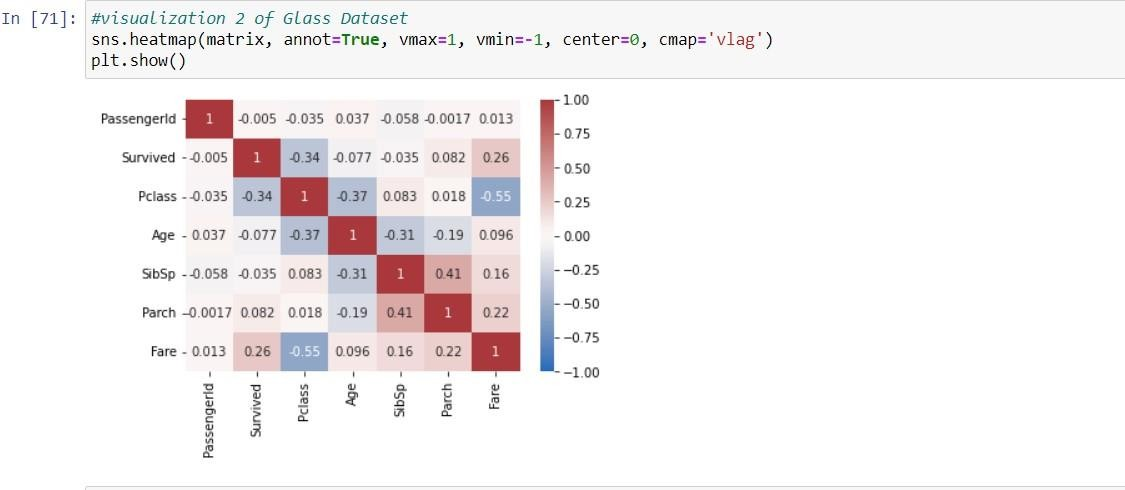 In [71]: #visualization 2 of Glass Dataset
sns.heatmap(matrix, annot=True, vmax=1, vmin=-1, center=0, cmap='vlag')
plt.show()
PassengerId 1 -0.005 -0.035 0.037 -0.058 -0.0017 0.013
Survived -0.005 1 -0.34 -0.077 -0.035 0.082 0.26
Pclass -0.035 -0.34 1 -0.37 0.083 0.018 -0.55
Age 0.037 -0.077 -0.37 1 -0.31 -0.19 0.096
SibSp -0.058 -0.035 0.083 -0.31 1 0.41 0.16
Parch -0.0017 0.082 0.018 -0.19 0.41 1 0.22
Fare 0.013 0.26 -0.55 0.096 0.16 0.22 1
PassengerId Survived Pclass Age SibSp Parch Fare
1.00
0.75
0.50
0.25
0.00
−0.25
−0.50
−0.75
−1.00